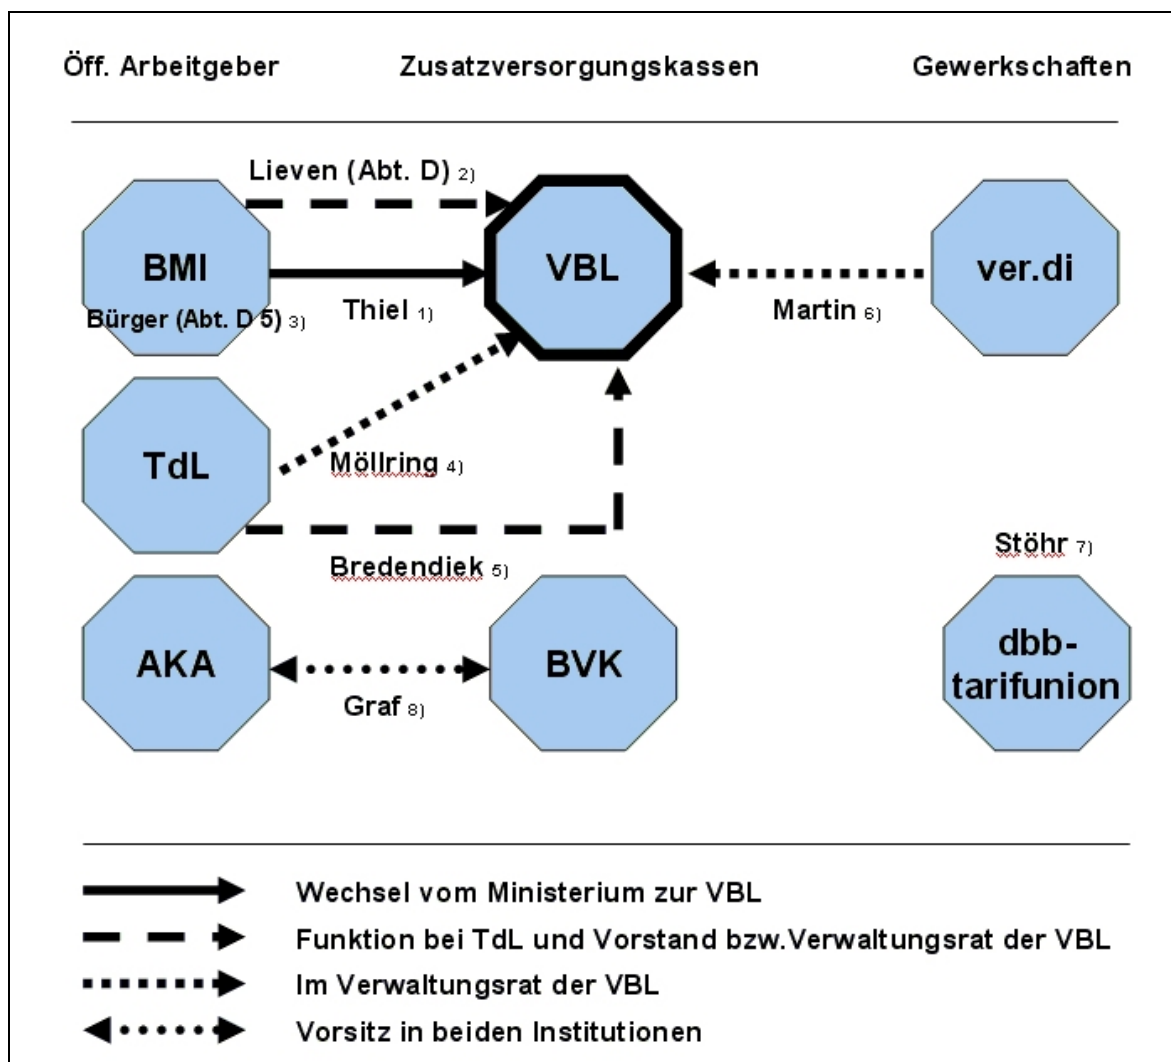 Öff. Arbeitgeber Zusatzversorgungskassen Gewerkschaften
Lieven (Abt. D) 2)
BMI VBL ver.di
Bürger (Abt. D 5) 3) Thiel 1) Martin 6)
TdL
Möllring 4)
Bredendiek 5)
Stöhr 7)
AKA BVK dbb-
tarifunion
Graf 8)
Wechsel vom Ministerium zur VBL
Funktion bei TdL und Vorstand bzw.Verwaltungsrat der VBL
Im Verwaltungsrat der VBL
Vorsitz in beiden Institutionen